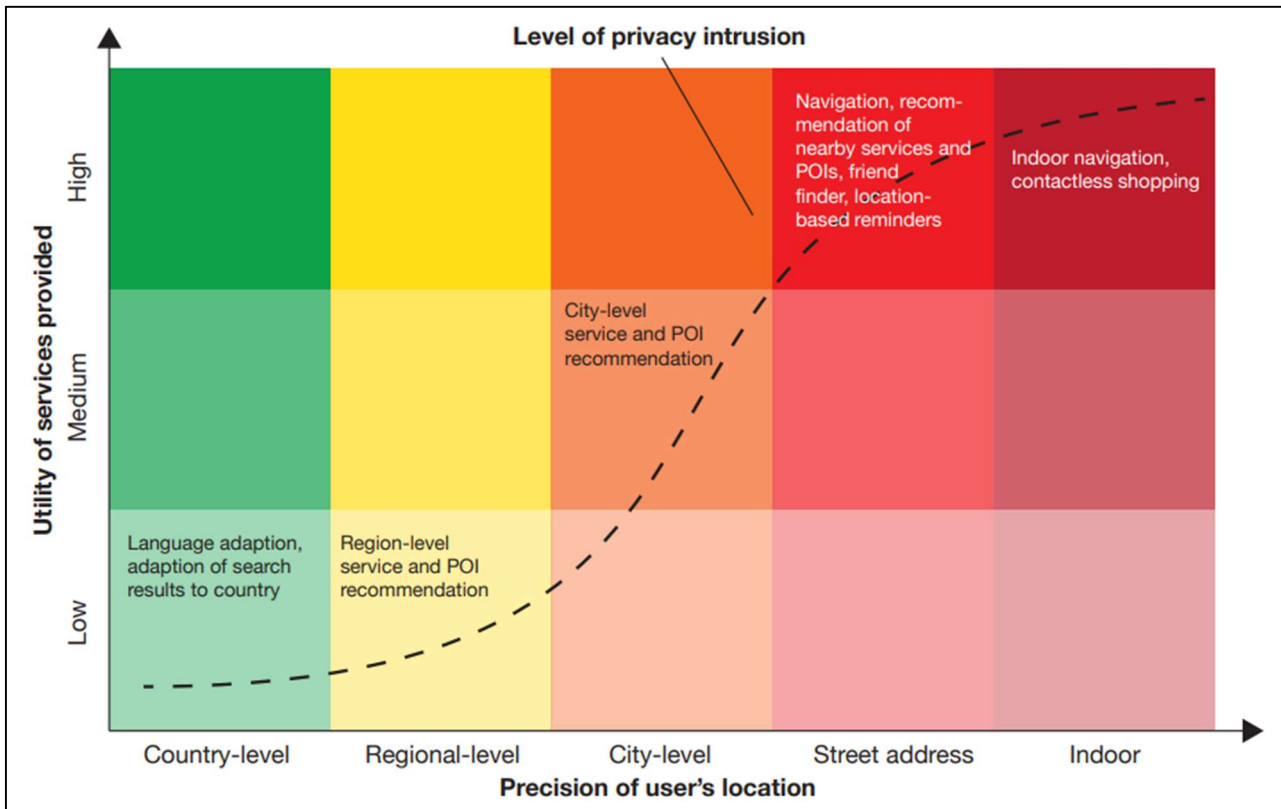 Level of privacy intrusion
Utility of services provided
High
Medium
Low
Navigation, recom-
mendation of
nearby services and
POIs, friend
finder, location-
based reminders
Indoor navigation,
contactless shopping
City-level
service and POI
recommendation
Language adaption,
adaption of search
results to country
Region-level
service and POI
recommendation
Country-level
Regional-level
City-level
Street address
Indoor
Precision of user's location